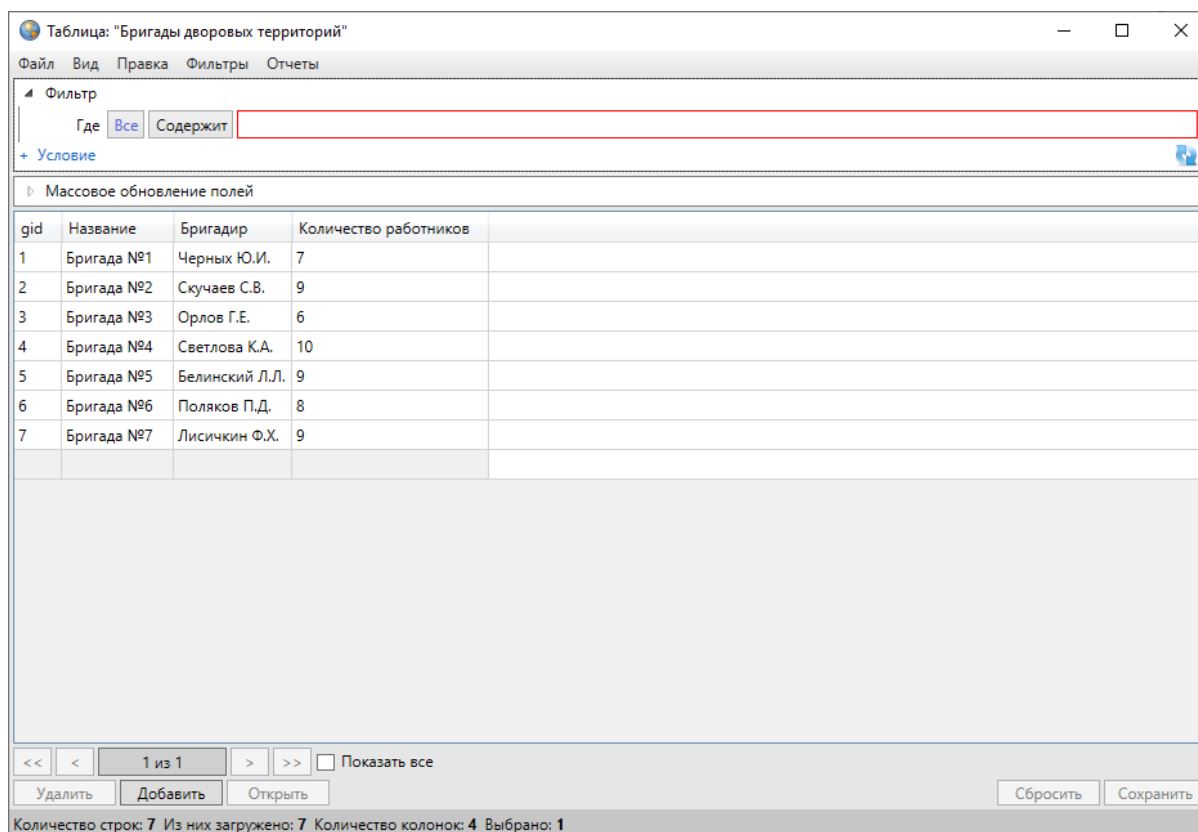 Таблица: "Бригады дворовых территорий"
Файл Вид Правка Фильтры Отчеты
Фильтр
Где Все Содержит
+ Условие
Массовое обновление полей
gid Название Бригадир Количество работников
1 Бригада №1 Черных Ю.И. 7
2 Бригада №2 Скучаев С.В. 9
3 Бригада №3 Орлов Г.Е. 6
4 Бригада №4 Светлова К.А. 10
5 Бригада №5 Белинский Л.Л. 9
6 Бригада №6 Поляков П.Д. 8
7 Бригада №7 Лисичкин Ф.Х. 9
<< < 1 из 1 > >> Показать все
Удалить Добавить Открыть Сбросить Сохранить
Количество строк: 7 Из них загружено: 7 Количество колонок: 4 Выбрано: 1